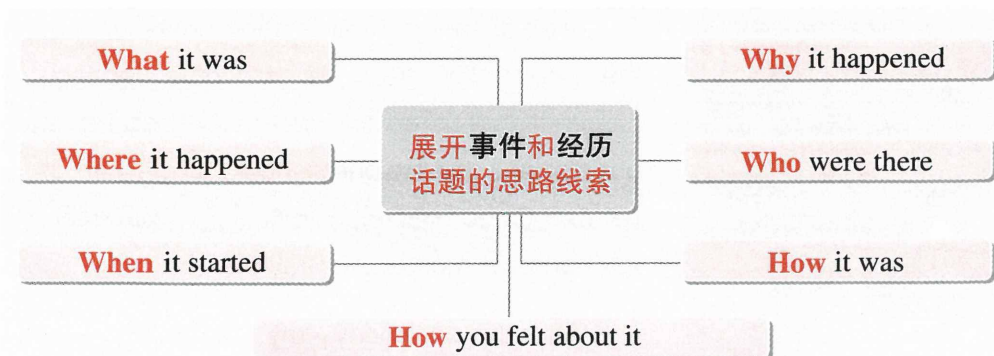 What it was
Why it happened
展开事件和经历
话题的思路线索
Where it happened
Who were there
When it started
How it was
How you felt about it